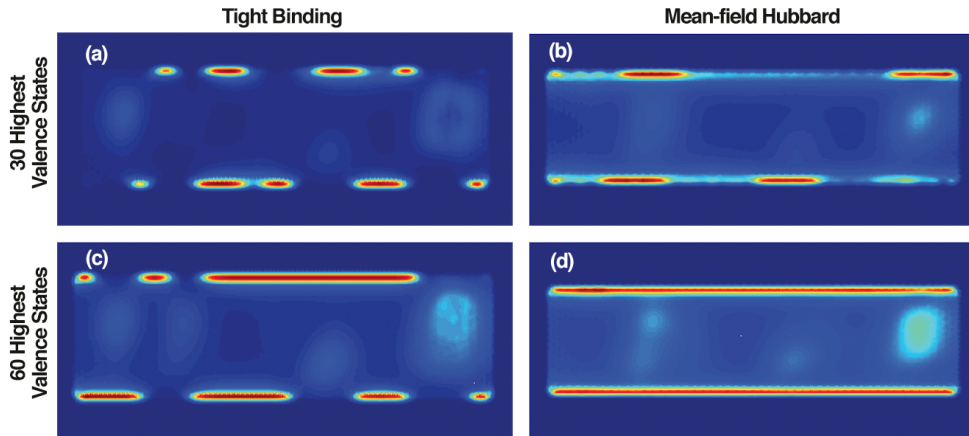 Tight Binding
Mean-field Hubbard
30 Highest
Valence States
(a)
(b)
60 Highest
Valence States
(c)
(d)